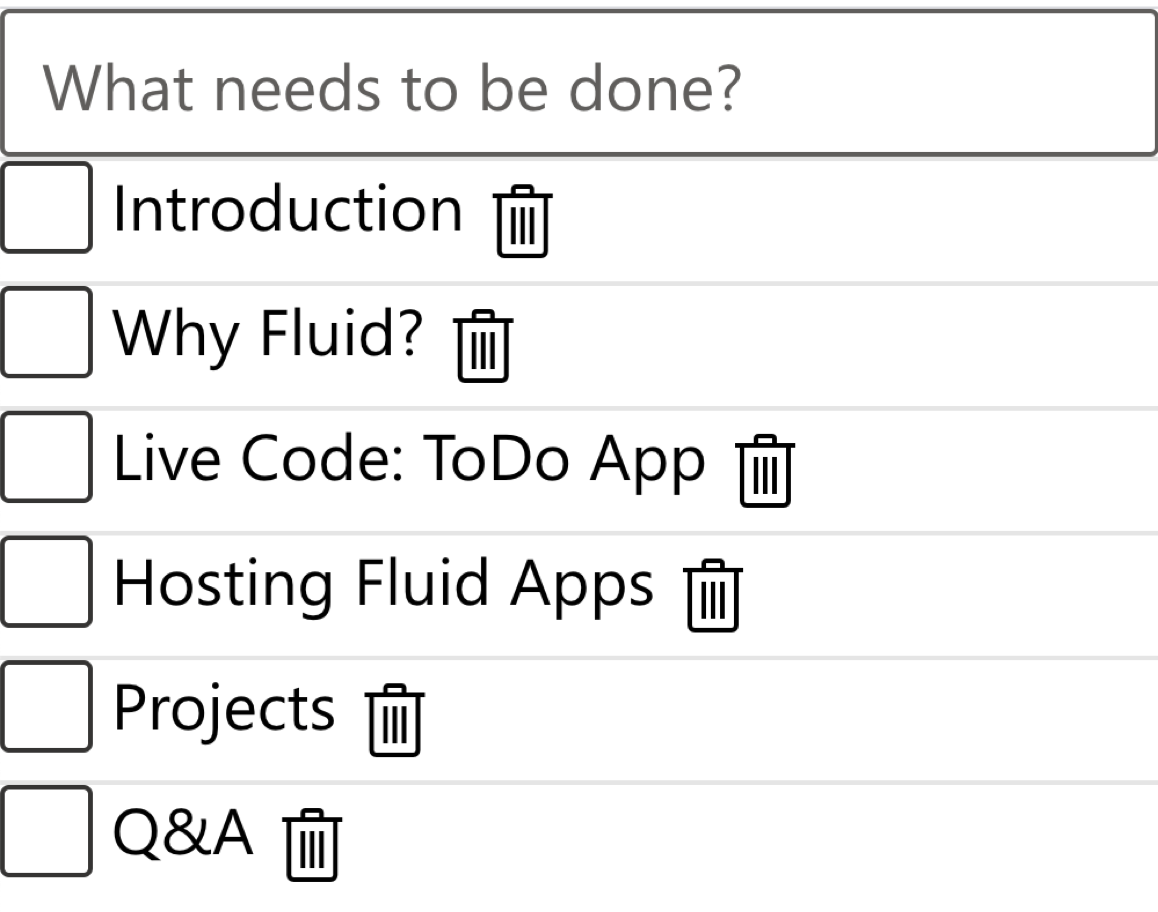 What needs to be done?
Introduction
Why Fluid?
Live Code: ToDo App
Hosting Fluid Apps
Projects
Q&A